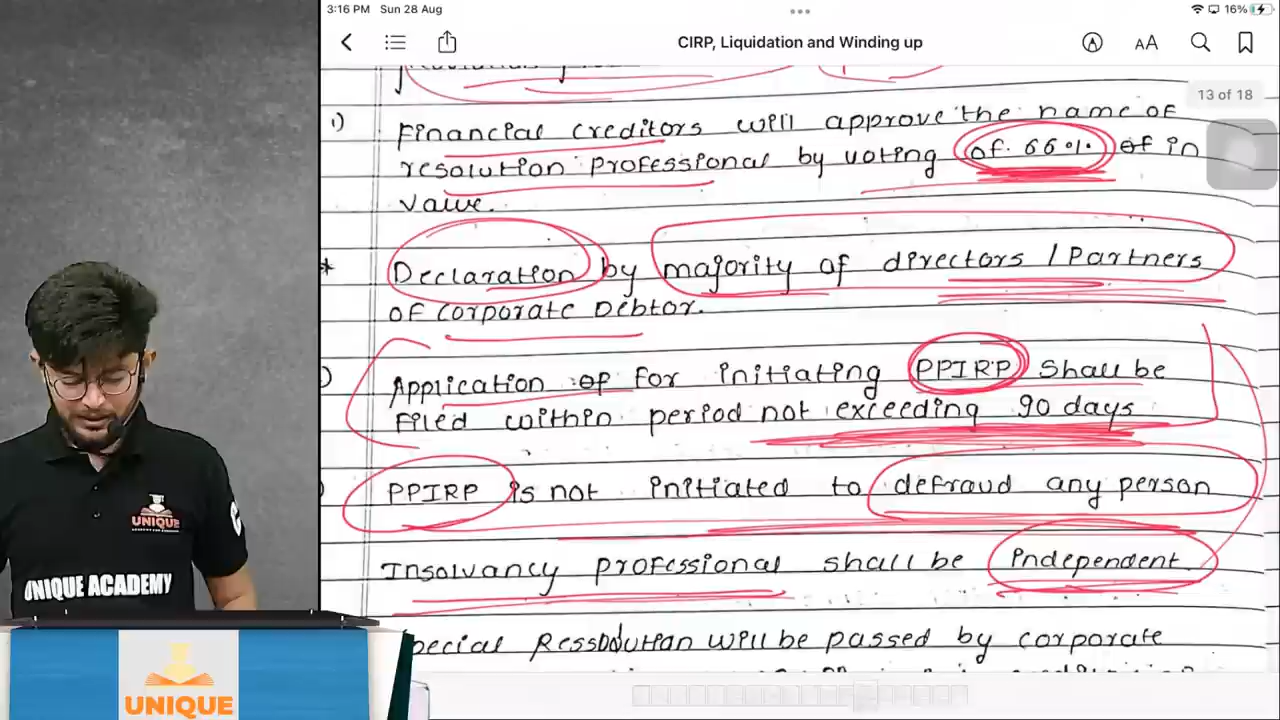 3:16 PM Sun 28 Aug
16%
CIRP, Liquidation and Winding up
AA
13 of 18
1) Financial creditors will approve the name of
resolution professional by voting of 66% of in
value.
* Declaration by majority of directors / Partners
of corporate Debtor.
Application of for initiating PPIRP Shall be
filed within period not exceeding 90 days
PPIRP is not initiated to defraud any person
Insolvancy professional shall be independent.
pecial Ressolution will be passed by corporate
UNIQUE
UNIQUE ACADEMY
UNIQUE